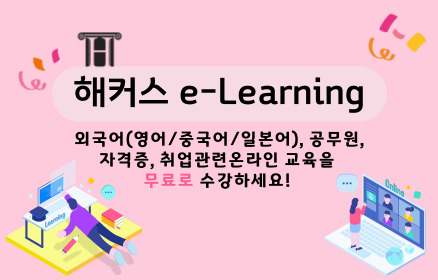 해커스 e-Learning
외국어(영어/중국어/일본어), 공무원,
자격증, 취업관련온라인 교육을
무료로 수강하세요!
Learning
Online